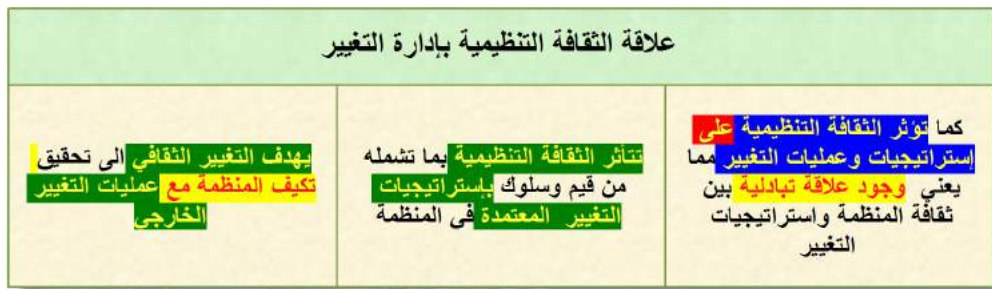 علاقة الثقافة التنظيمية بإدارة التغيير
كما تؤثر الثقافة التنظيمية على
إستراتيجيات وعمليات التغيير مما
يعني وجود علاقة تبادلية بين
ثقافة المنظمة واستراتيجيات
التغيير
تتأثر الثقافة التنظيمية بما تشمله
من قيم وسلوك بإستراتيجيات
التغيير المعتمدة فى المنظمة
يهدف التغيير الثقافي الى تحقيق
تكيف المنظمة مع عمليات التغيير
الخارجي